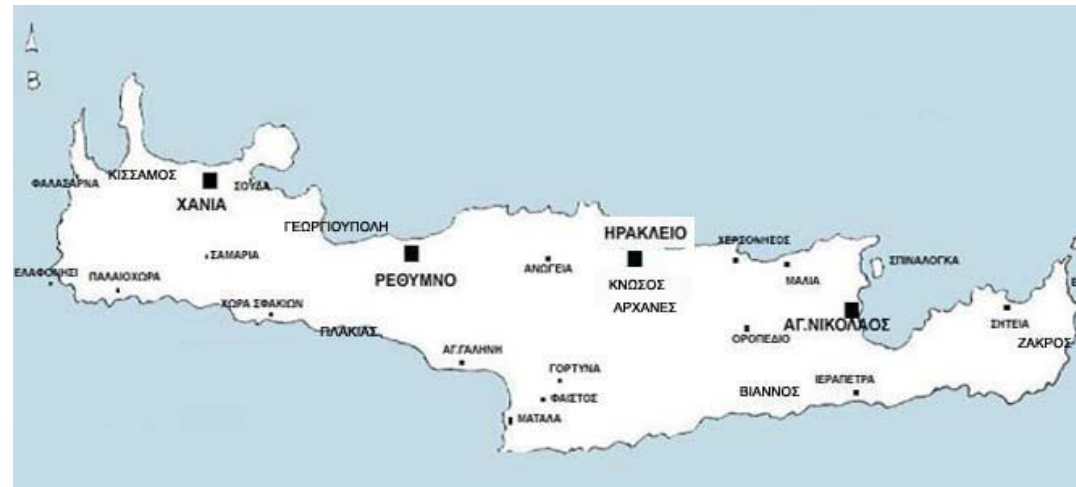 Β
ΚΙΣΣΑΜΟΣ
ΦΑΛΑΣΑΡΝΑ
ΣΟΥΔΑ
ΧΑΝΙΑ
ΓΕΩΡΓΙΟΥΠΟΛΗ
ΗΡΑΚΛΕΙΟ
ΧΕΡΣΟΝΗΣΟΣ
ΣΑΜΑΡΙΑ
ΣΠΙΝΑΛΟΓΚΑ
ΕΛΑΦΟΝΗΣΙ
ΠΑΛΑΙΟΧΩΡΑ
ΡΕΘΥΜΝΟ
ΑΝΩΓΕΙΑ
ΜΑΛΙΑ
ΚΝΩΣΟΣ
ΑΡΧΑΝΕΣ
ΧΩΡΑ ΣΦΑΚΙΩΝ
ΠΛΑΚΙΑΣ
ΑΓ.ΝΙΚΟΛΑΟΣ
ΣΗΤΕΙΑ
ΟΡΟΠΕΔΙΟ
ΖΑΚΡΟΣ
ΑΓ.ΓΑΛΗΝΗ
ΓΟΡΤΥΝΑ
ΙΕΡΑΠΕΤΡΑ
ΒΙΑΝΝΟΣ
ΦΑΙΣΤΟΣ
ΜΑΤΑΛΑ